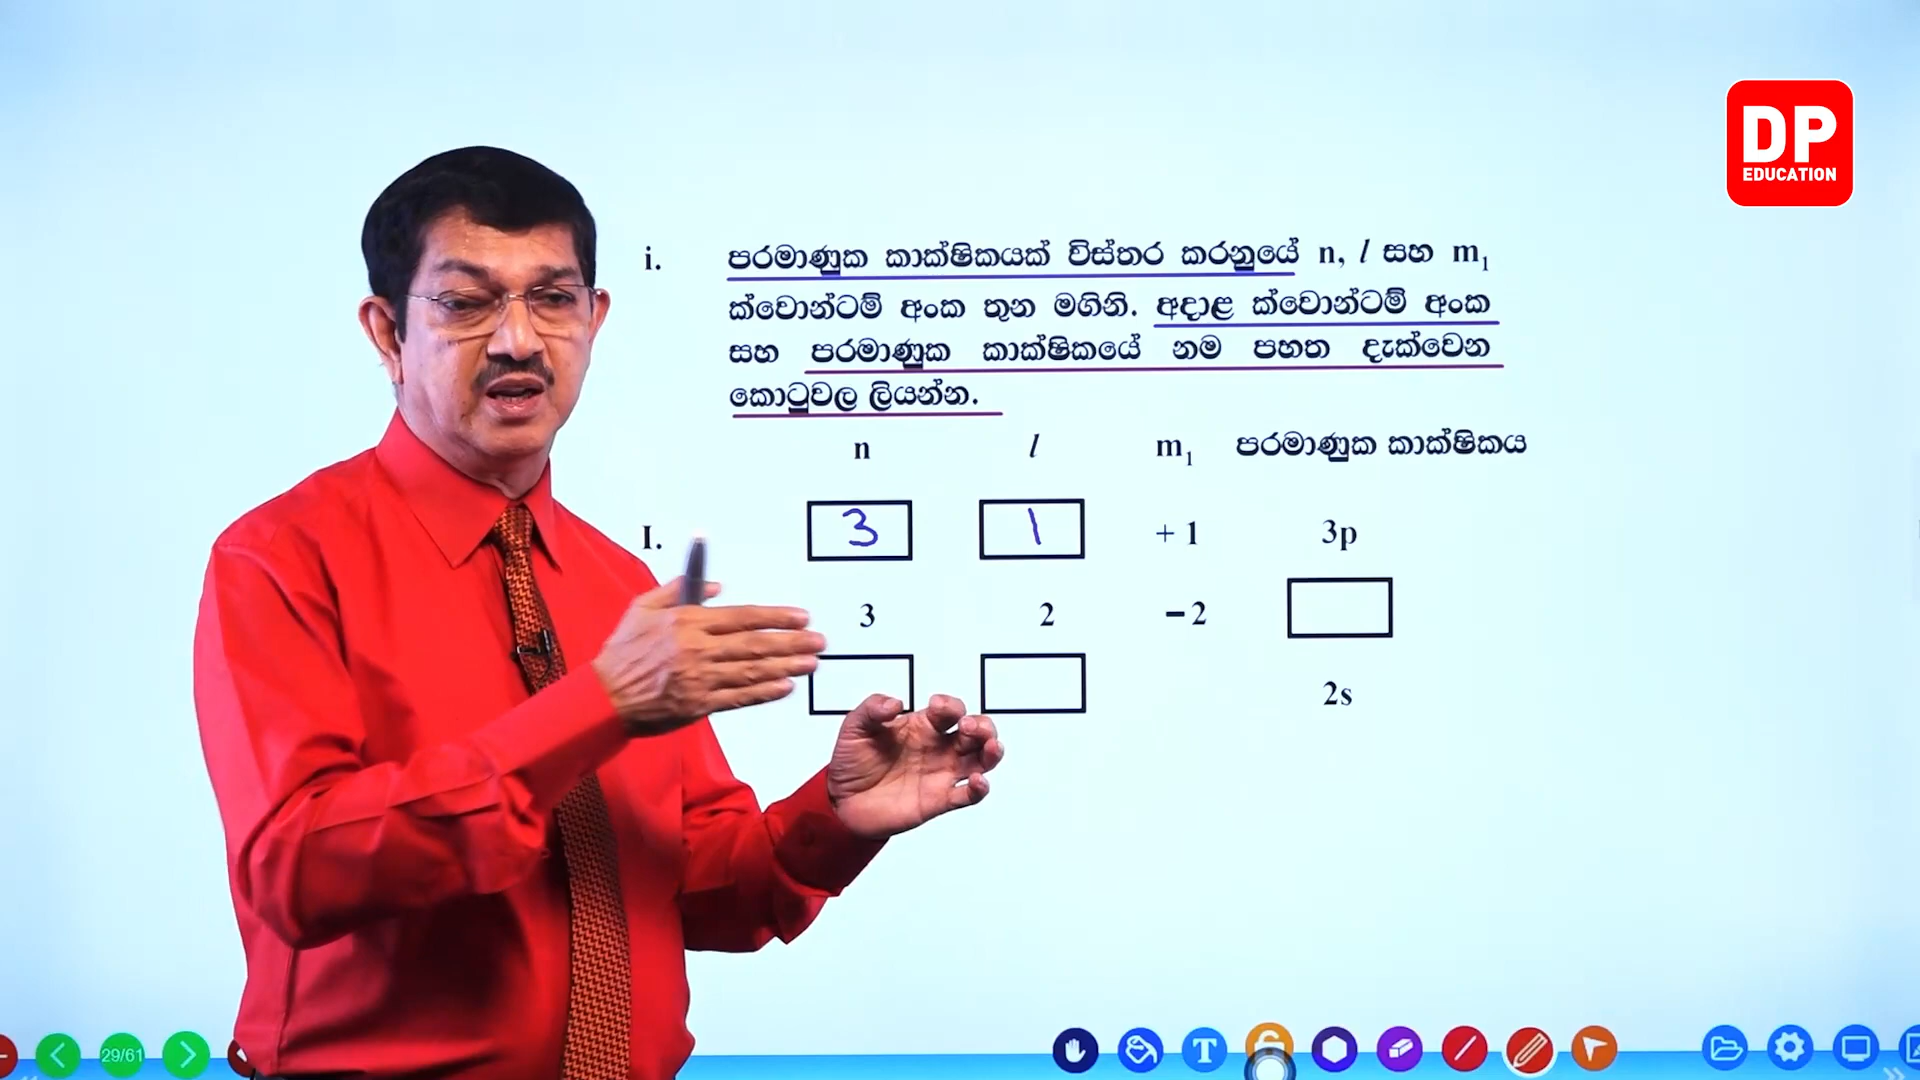 DP
EDUCATION
i. පරමාණුක කාක්ෂිකයක් විස්තර කරනුයේ n, l සහ m₁
ක්වොන්ටම් අංක තුන මගිනි. අදාළ ක්වොන්ටම් අංක
සහ පරමාණුක කාක්ෂිකයේ නම පහත දැක්වෙන
කොටුවල ලියන්න.
n l m₁ පරමාණුක කාක්ෂිකය
I. 3 1 + 1 3p
3 2 −2
2s
29/61
T